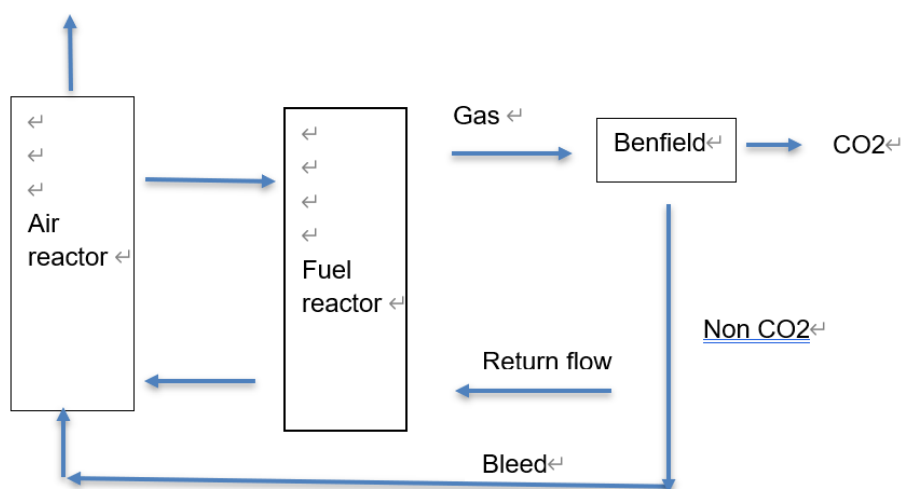 Gas
Benfield
CO2
Air
reactor
Fuel
reactor
Non CO2
Return flow
Bleed